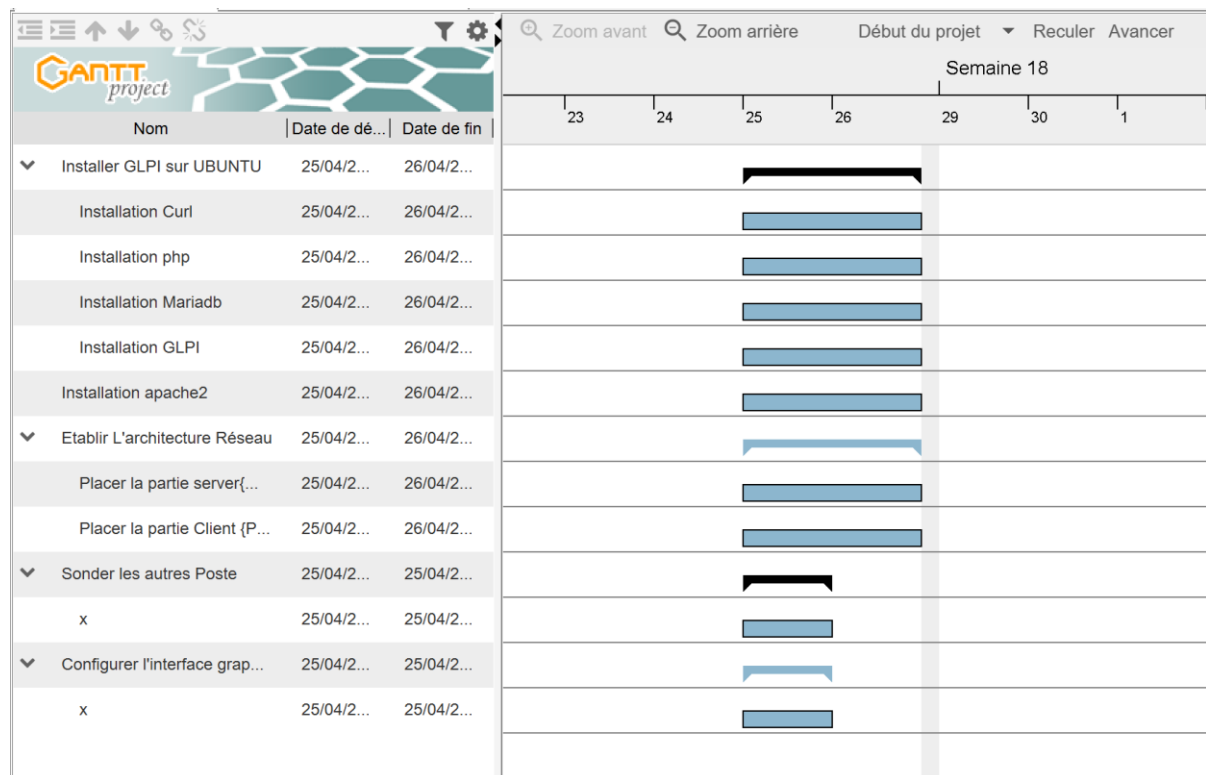 Zoom avant Zoom arrière Début du projet Reculer Avancer
GANTT
project
Semaine 18
23 24 25 26 29 30 1
Nom Date de dé... Date de fin
Installer GLPI sur UBUNTU 25/04/2... 26/04/2...
Installation Curl 25/04/2... 26/04/2...
Installation php 25/04/2... 26/04/2...
Installation Mariadb 25/04/2... 26/04/2...
Installation GLPI 25/04/2... 26/04/2...
Installation apache2 25/04/2... 26/04/2...
Etablir L'architecture Réseau 25/04/2... 26/04/2...
Placer la partie server{... 25/04/2... 26/04/2...
Placer la partie Client {P... 25/04/2... 26/04/2...
Sonder les autres Poste 25/04/2... 25/04/2...
x 25/04/2... 25/04/2...
Configurer l'interface grap... 25/04/2... 25/04/2...
x 25/04/2... 25/04/2...